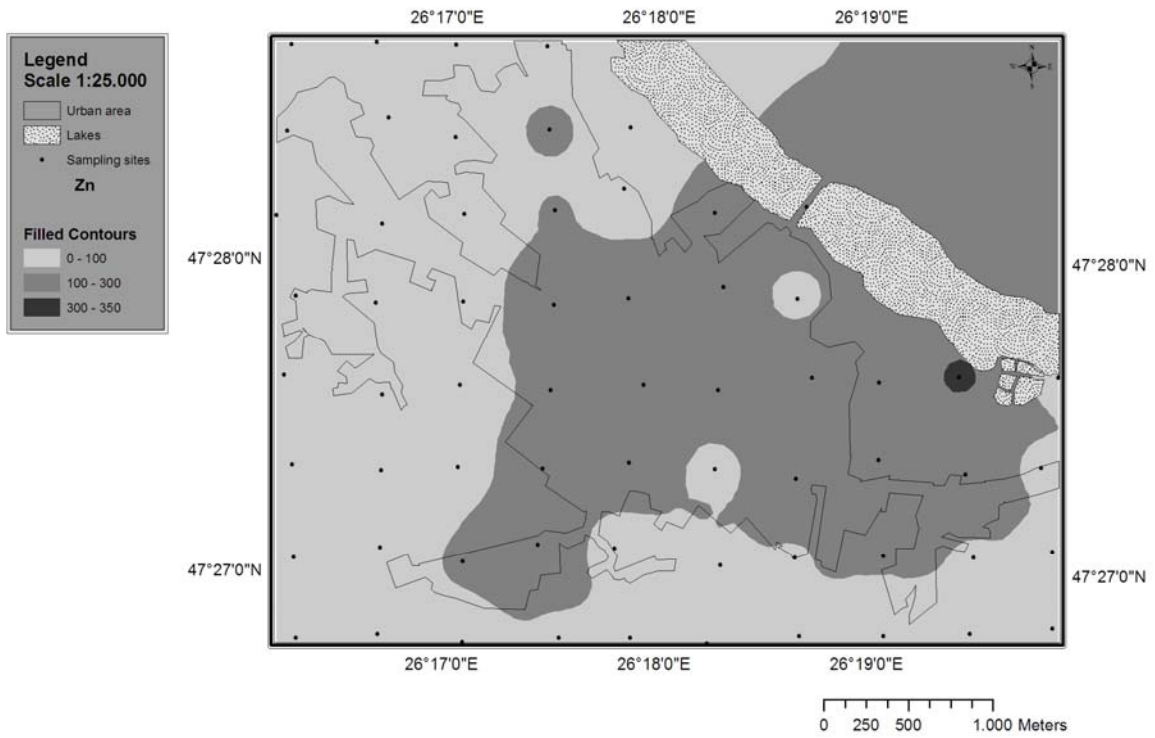 26°17'0"E 26°18'0"E 26°19'0"E
Legend
Scale 1:25.000
Urban area
Lakes
Sampling sites
Zn
Filled Contours
0 - 100
100 - 300
300 - 350
N
W E
S
47°28'0"N 47°28'0"N
47°27'0"N 47°27'0"N
26°17'0"E 26°18'0"E 26°19'0"E
0 250 500 1.000 Meters